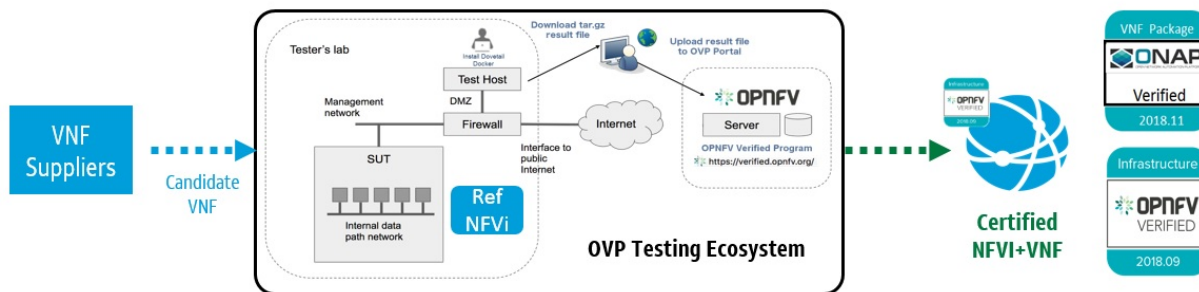 VNF
Suppliers
Candidate
VNF
Tester's lab
Install Dovetail
Docker
Test Host
DMZ
Management
network
Firewall
Internet
Interface to
public
Internet
SUT
Internal data
path network
Ref
NFVi
Download tar.gz
result file
Upload result file
to OVP Portal
OPNFV
Server
OPNFV Verified Program
https://verified.opnfv.org/
OVP Testing Ecosystem
Infrastructure
OPNFV
VERIFIED
2018.09
Certified
NFVI+VNF
VNF Package
ONAP
Verified
2018.11
Infrastructure
OPNFV
VERIFIED
2018.09